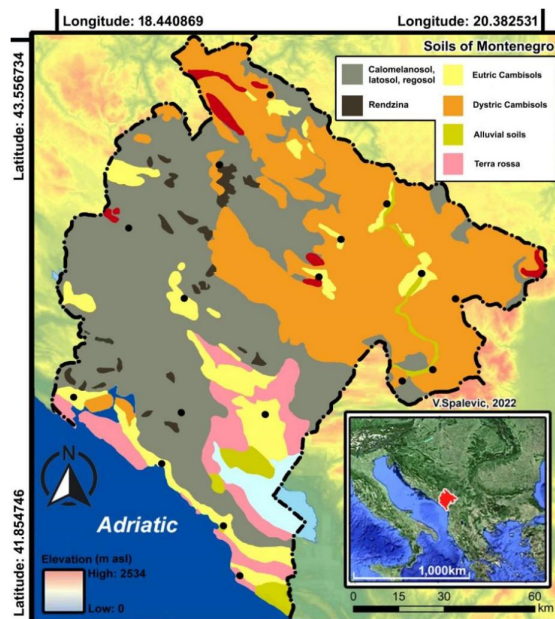 Longitude: 18.440869
Longitude: 20.382531
Latitude: 43.556734
Latitude: 41.854746
Soils of Montenegro
Calomelanosol,
latosol, regosol
Rendzina
Eutric Cambisols
Dystric Cambisols
Alluvial soils
Terra rossa
V.Spalevic, 2022
N
Adriatic
Elevation (m asl)
High: 2534
Low: 0
1,000km
0
15
30
45
60
km